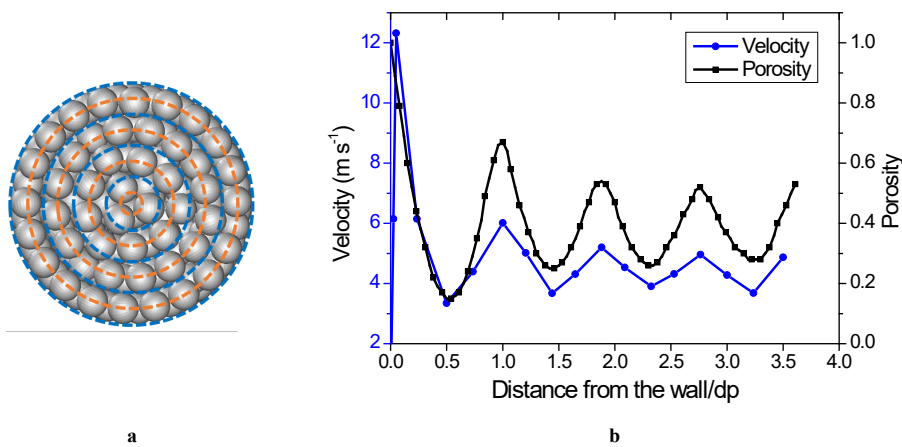 12
10
8
6
4
2
Velocity (m s⁻¹)
Velocity
Porosity
1.0
0.8
0.6
0.4
0.2
0.0
Porosity
0.0 0.5 1.0 1.5 2.0 2.5 3.0 3.5 4.0
Distance from the wall/dp
a b